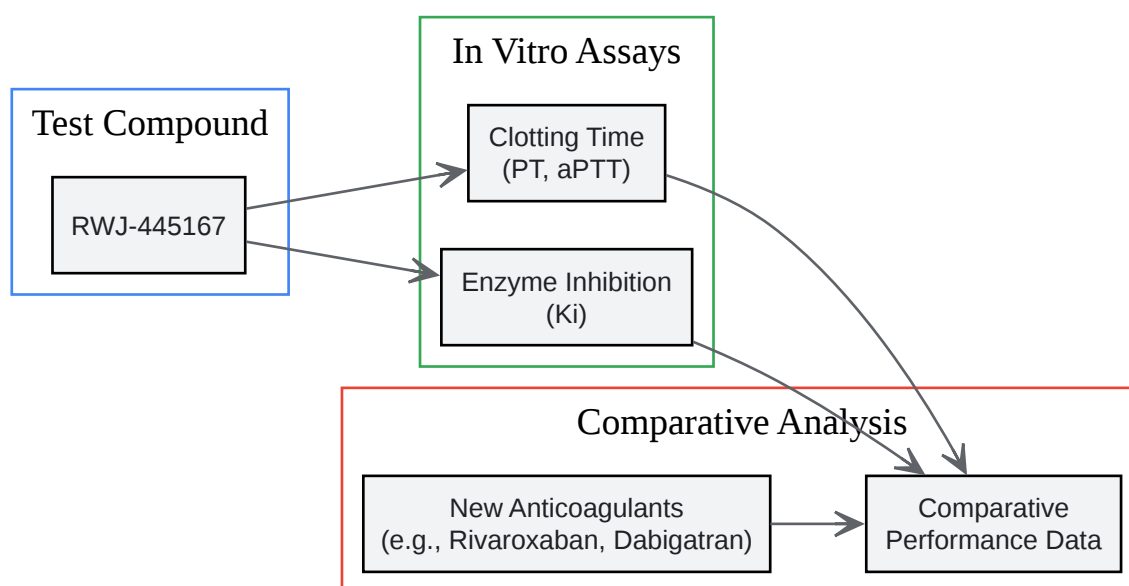 Test Compound
RWJ-445167
In Vitro Assays
Clotting Time
(PT, aPTT)
Enzyme Inhibition
(Ki)
Comparative Analysis
New Anticoagulants
(e.g., Rivaroxaban, Dabigatran)
Comparative
Performance Data